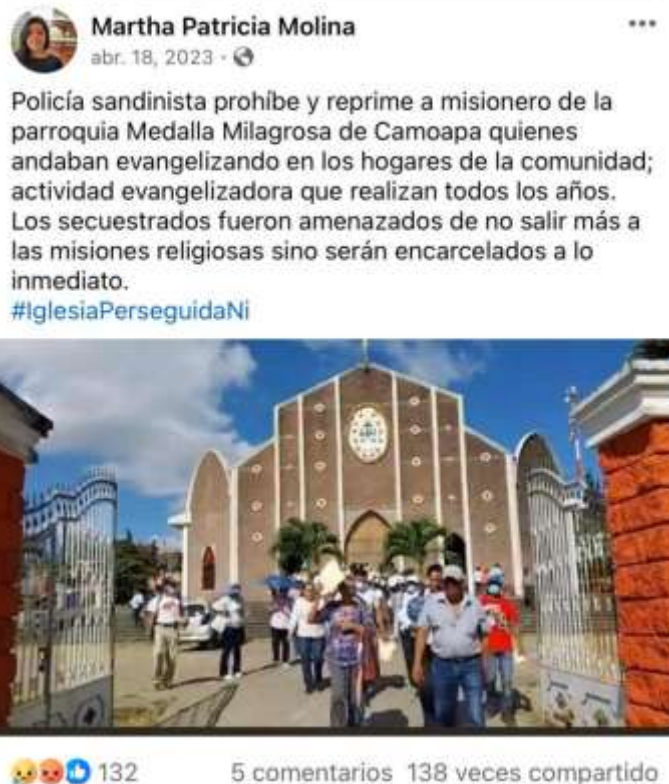 Martha Patricia Molina
abr. 18, 2023 ·
Policía sandinista prohíbe y reprime a misionero de la
parroquia Medalla Milagrosa de Camoapa quienes
andaban evangelizando en los hogares de la comunidad;
actividad evangelizadora que realizan todos los años.
Los secuestrados fueron amenazados de no salir más a
las misiones religiosas sino serán encarcelados a lo
inmediato.
#IglesiaPerseguidaNi
132 5 comentarios 138 veces compartido